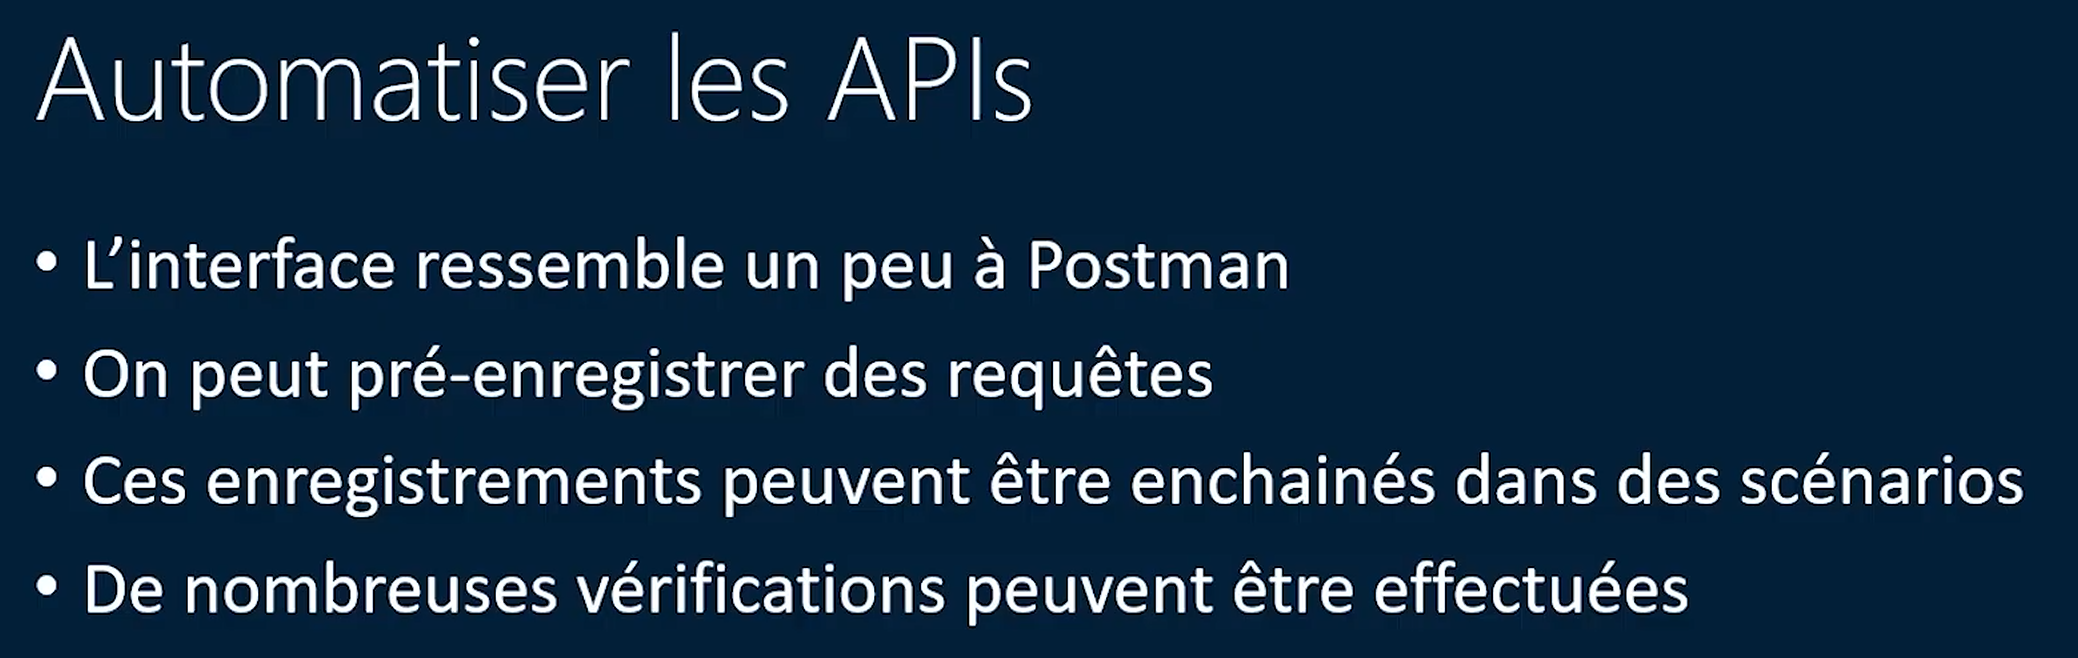 Automatiser les APIs
• L’interface ressemble un peu à Postman
• On peut pré-enregistrer des requêtes
• Ces enregistrements peuvent être enchainés dans des scénarios
• De nombreuses vérifications peuvent être effectuées